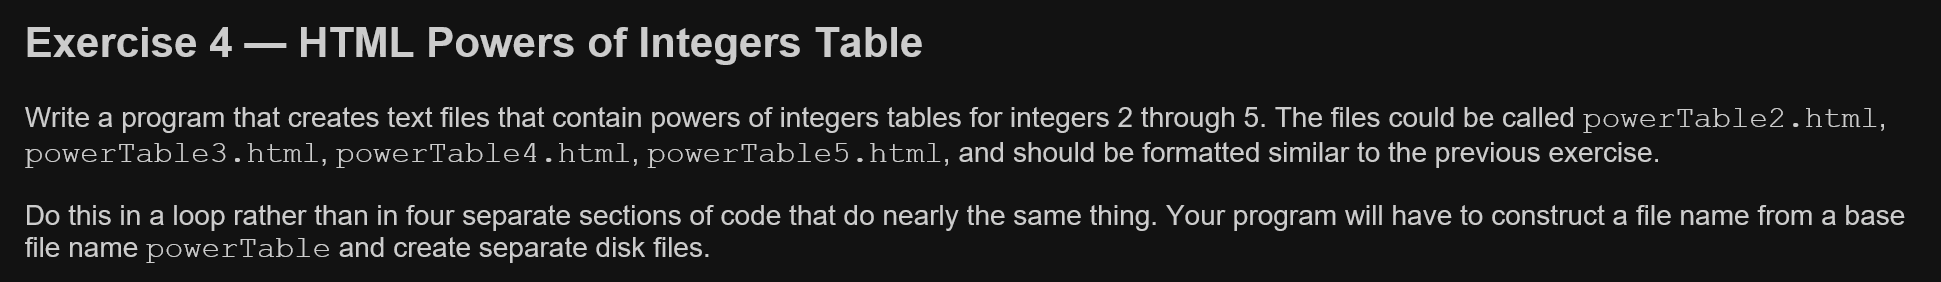 Exercise 4 — HTML Powers of Integers Table
Write a program that creates text files that contain powers of integers tables for integers 2 through 5. The files could be called powerTable2.html,
powerTable3.html, powerTable4.html, powerTable5.html, and should be formatted similar to the previous exercise.
Do this in a loop rather than in four separate sections of code that do nearly the same thing. Your program will have to construct a file name from a base
file name powerTable and create separate disk files.